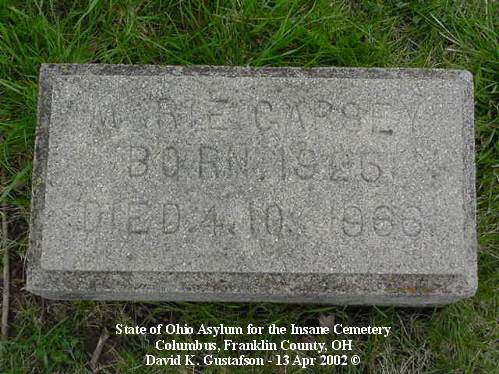 MARIE
BORN. 1925.
DIED. 4. 10. 1966.
State of Ohio Asylum for the Insane Cemetery
Columbus, Franklin County, OH
David K. Gustafson - 13 Apr 2002 ©